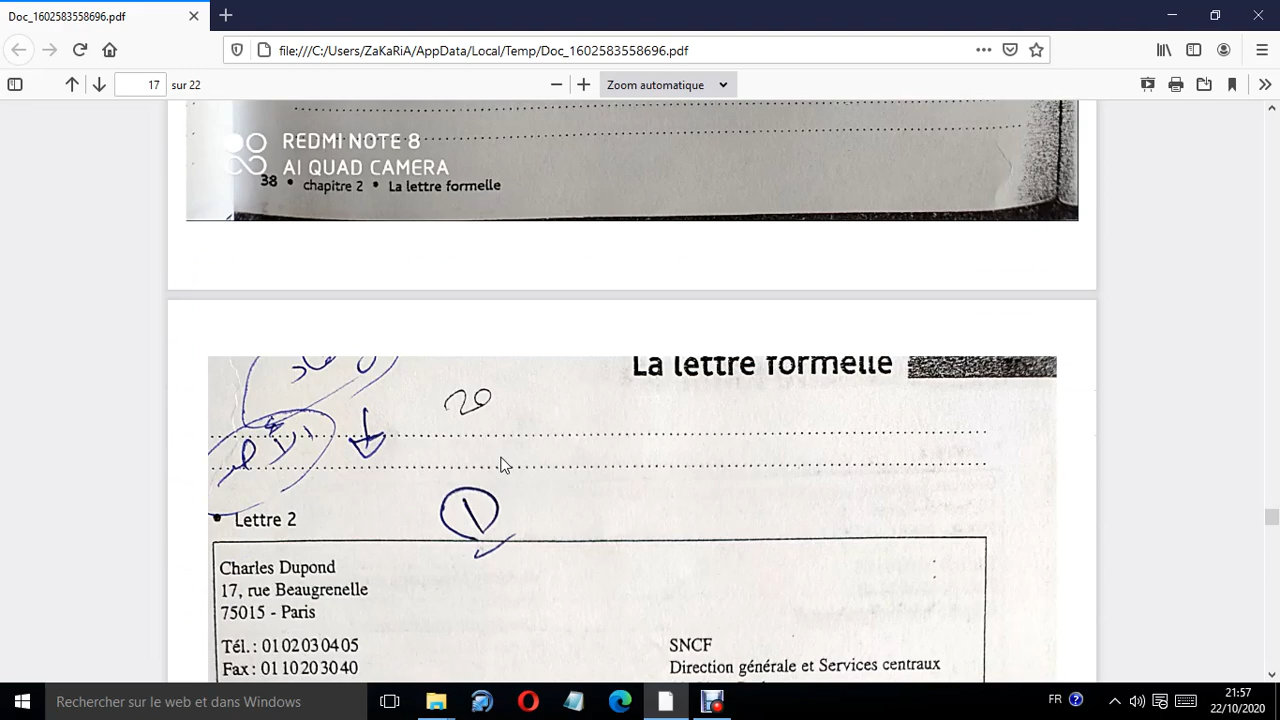 Doc_1602583558696.pdf
file:///C:/Users/ZaKaRiA/AppData/Local/Temp/Doc_1602583558696.pdf
17 sur 22
Zoom automatique
REDMI NOTE 8
AI QUAD CAMERA
38 • chapitre 2 • La lettre formelle
La lettre formelle
20
1
• Lettre 2
Charles Dupond
17, rue Beaugrenelle
75015 - Paris
Tél. : 01 02 03 04 05
Fax : 01 10 20 30 40
SNCF
Direction générale et Services centraux
Rechercher sur le web et dans Windows
FR
21:57
22/10/2020